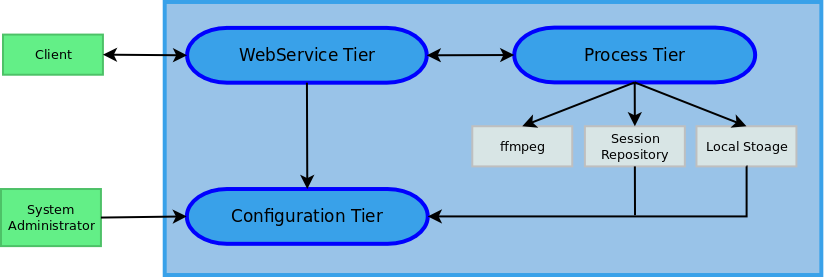 Client
WebService Tier
Process Tier
ffmpeg
Session
Repository
Local Stoage
System
Administrator
Configuration Tier